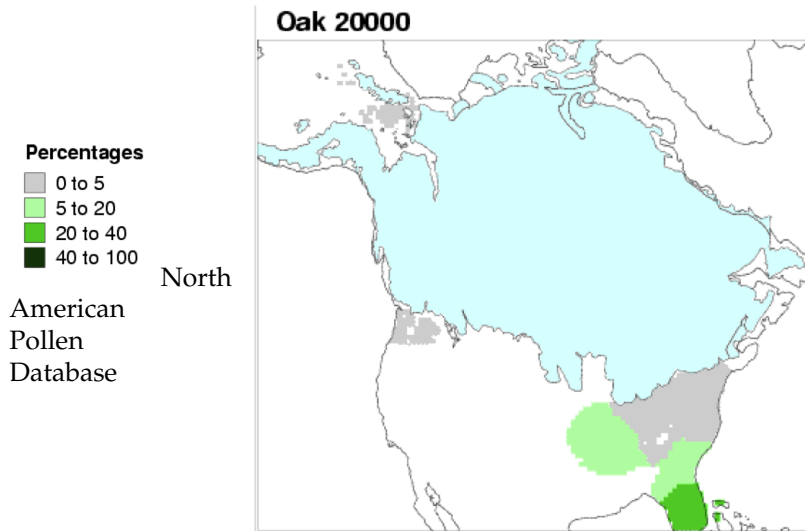 Oak 20000
Percentages
0 to 5
5 to 20
20 to 40
40 to 100
North
American
Pollen
Database